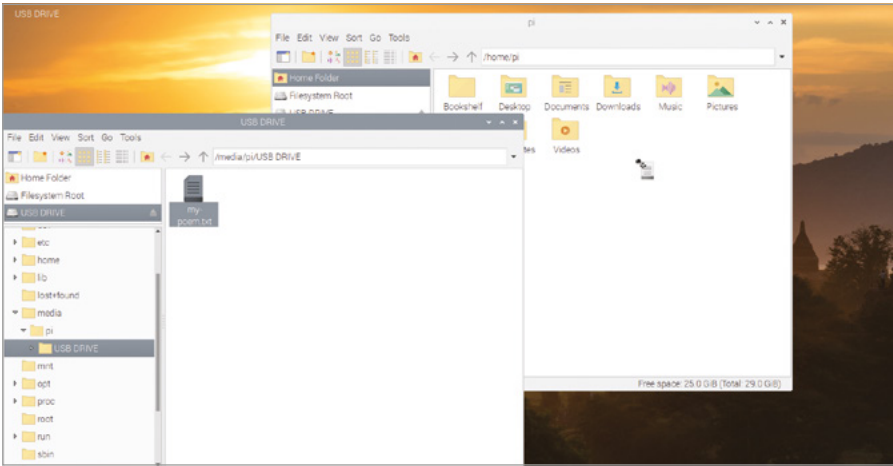 USB DRIVE
pi
File Edit View Sort Go Tools
/home/pi
Home Folder
Filesystem Root
USB DRIVE
Bookshelf Desktop Documents Downloads Music Pictures
Videos
Free space: 25.0 GiB (Total: 29.0 GiB)
USB DRIVE
File Edit View Sort Go Tools
/media/pi/USB DRIVE
Home Folder
Filesystem Root
USB DRIVE
etc
home
lib
lost+found
media
pi
USB DRIVE
mnt
opt
proc
root
run
sbin
my-
poem.txt